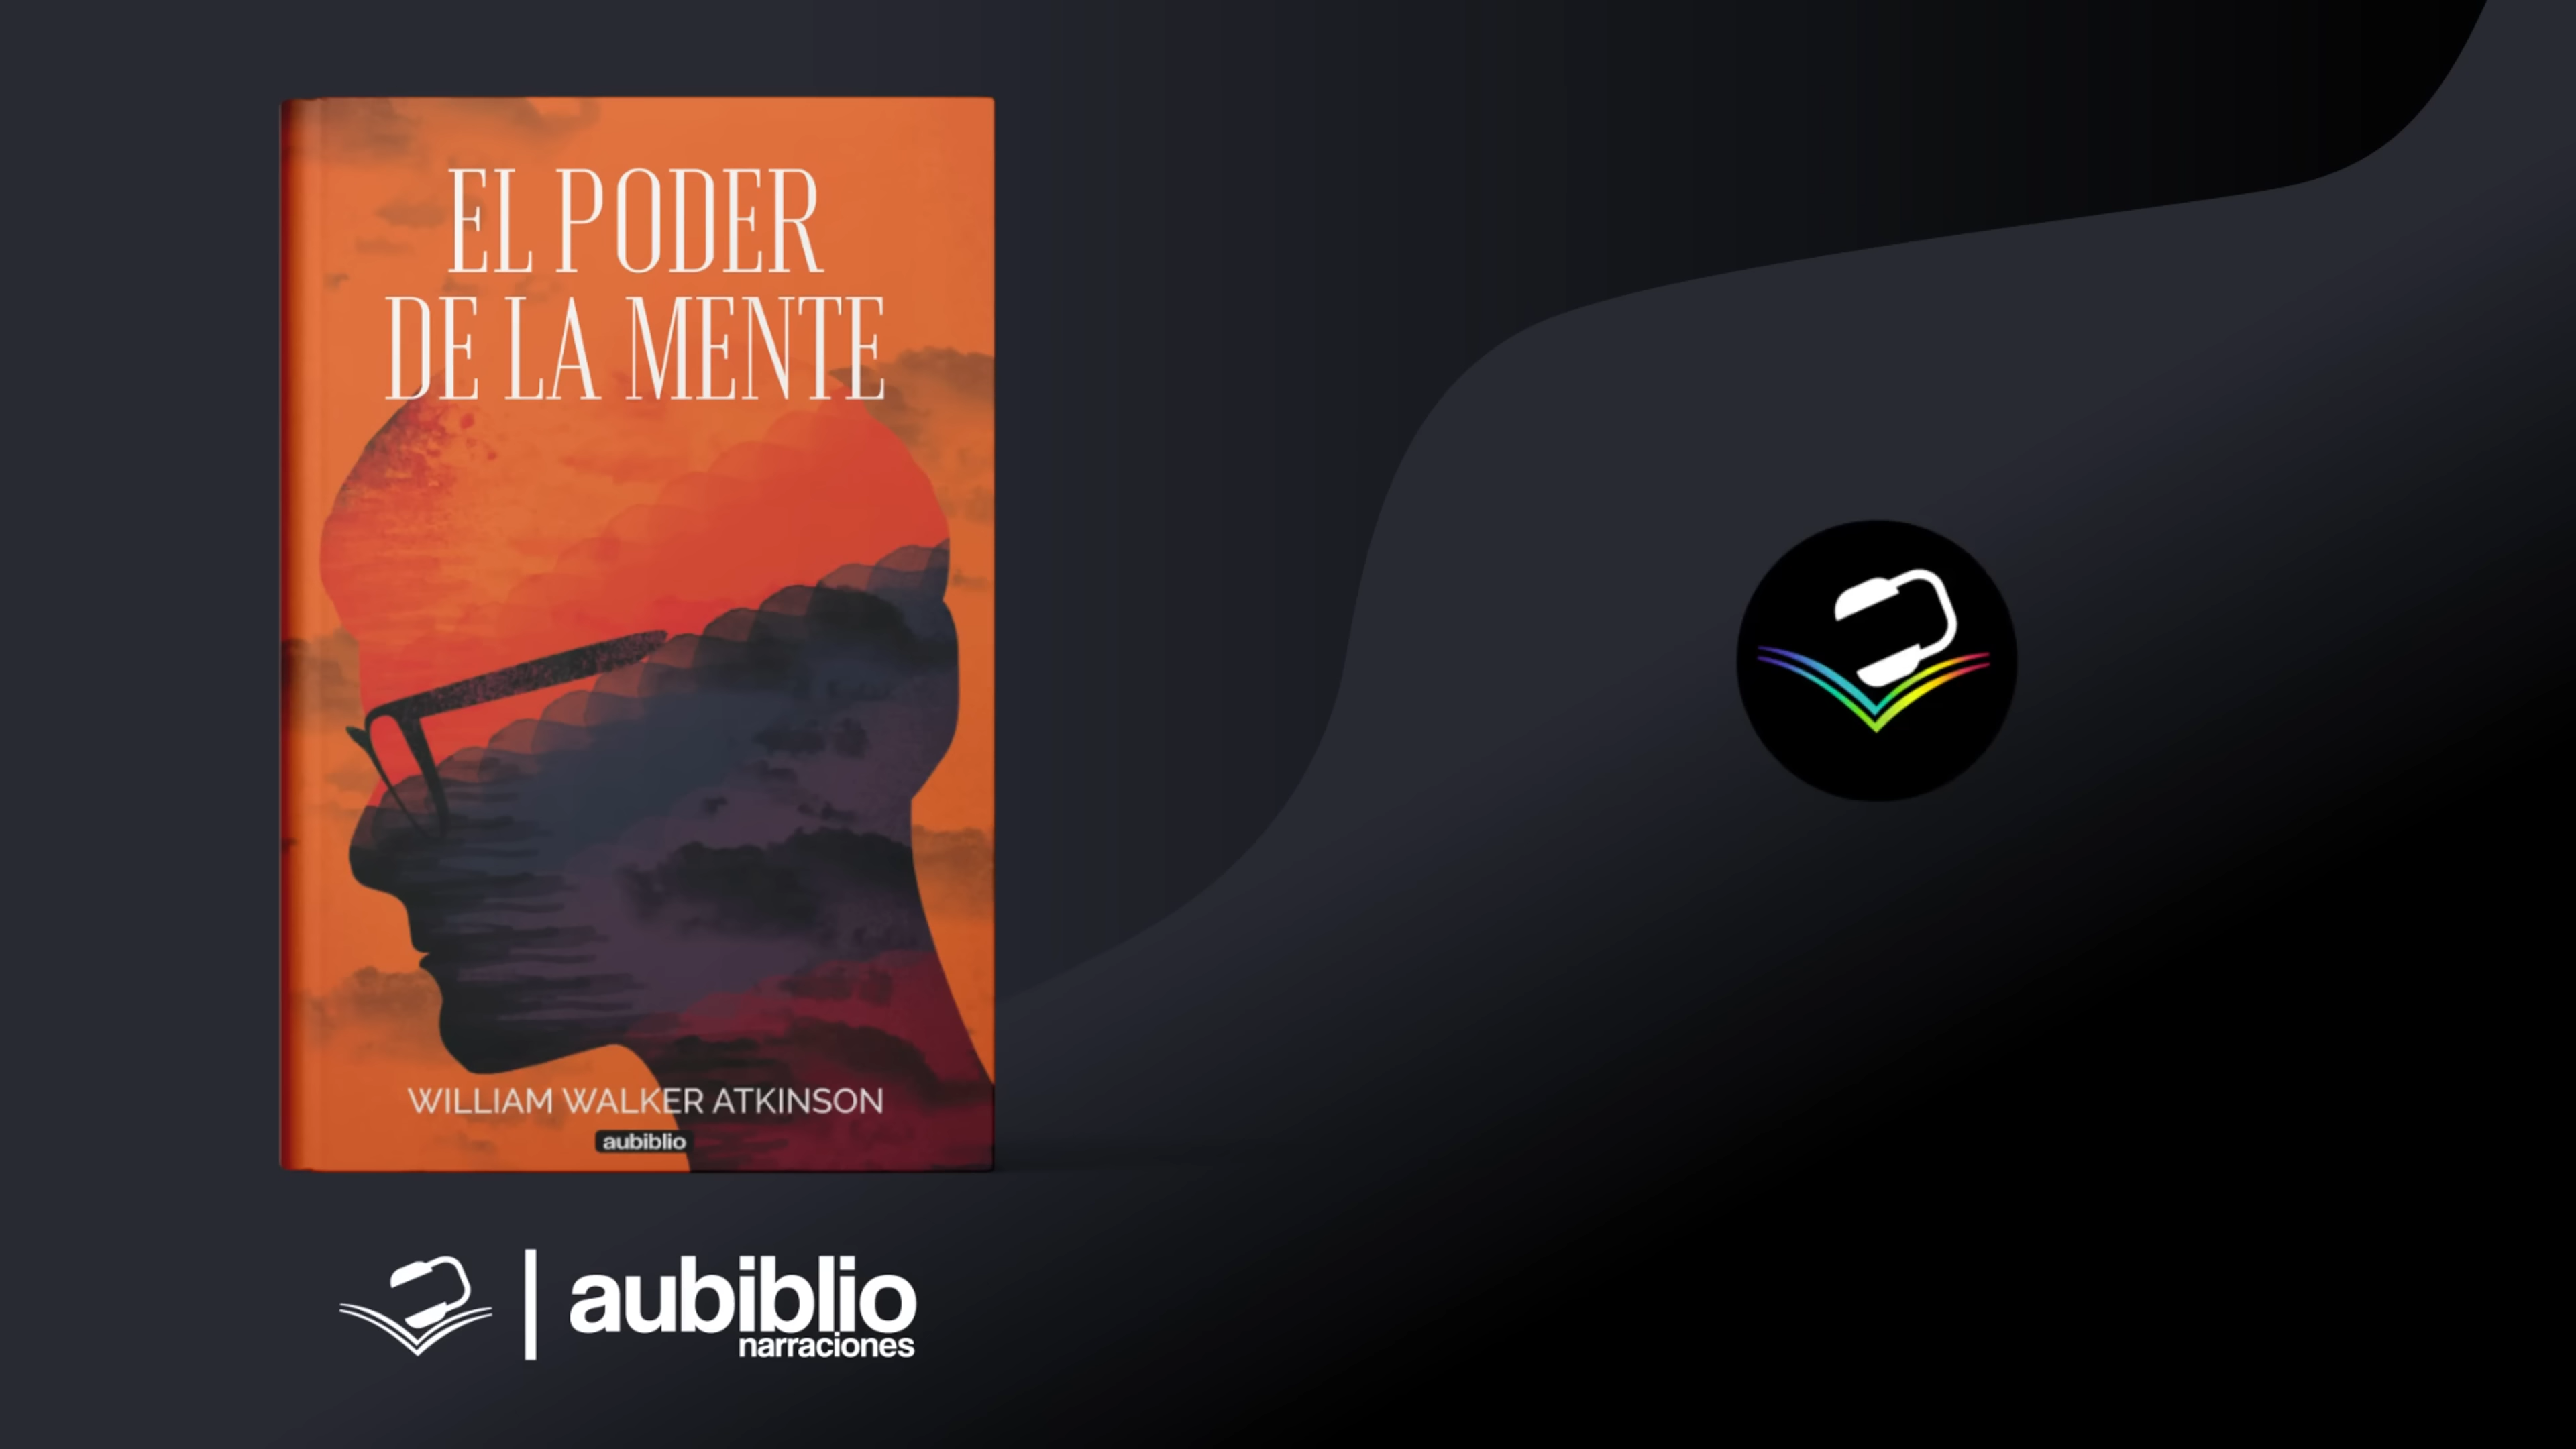 EL PODER
DE LA MENTE
WILLIAM WALKER ATKINSON
aubiblio
aubiblio
narraciones